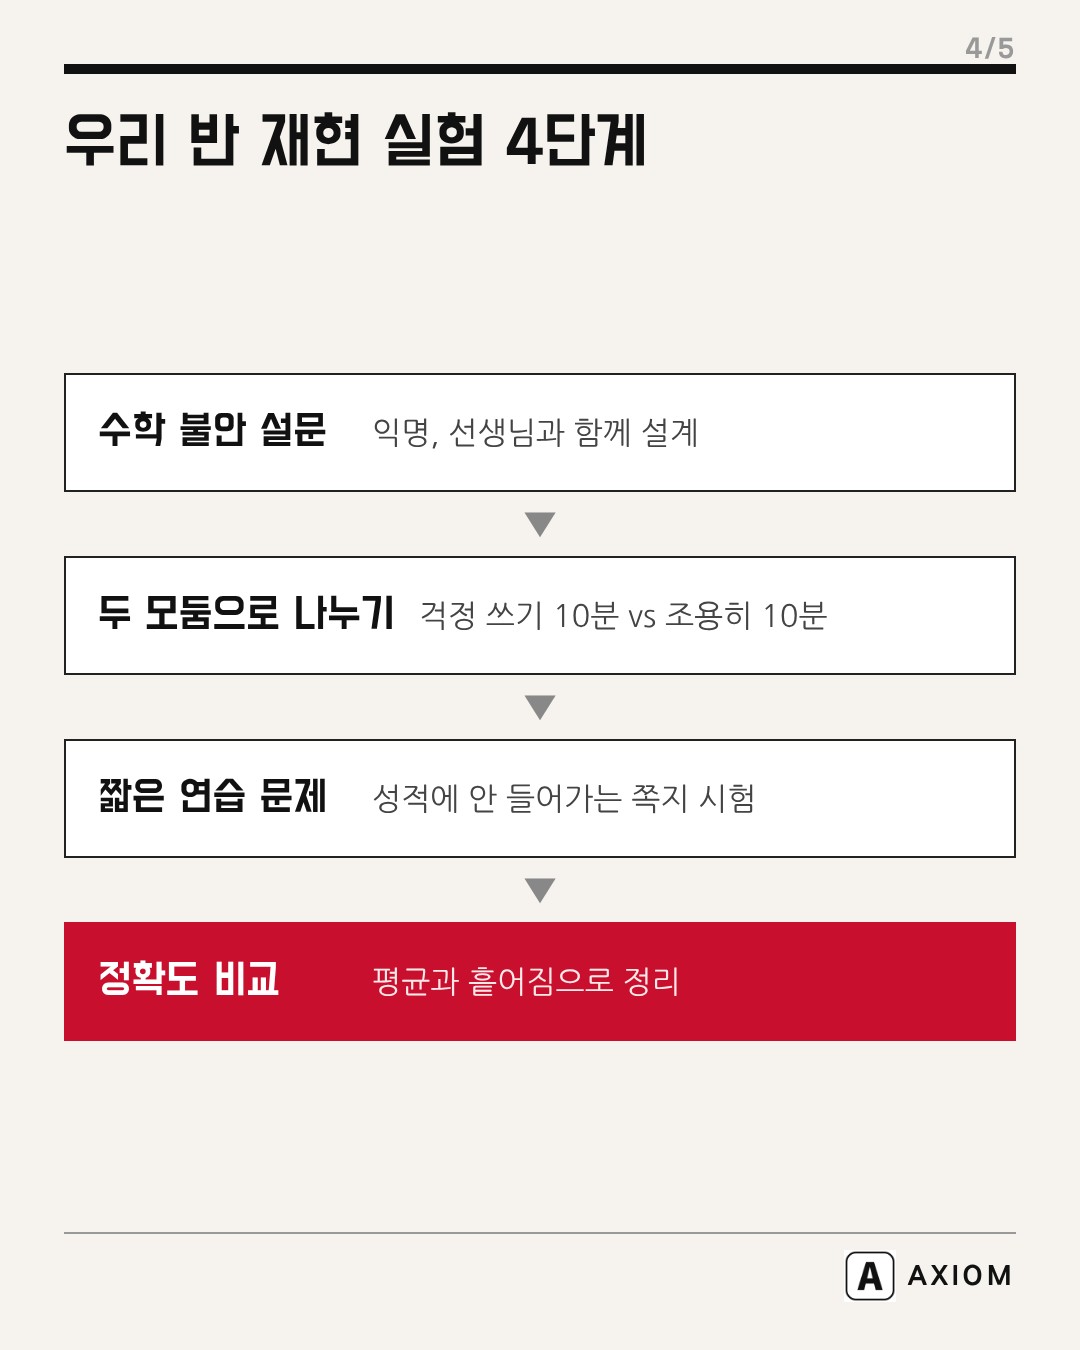 4/5
우리 반 재현 실험 4단계
수학 불안 설문 익명, 선생님과 함께 설계
두 모둠으로 나누기 걱정 쓰기 10분 vs 조용히 10분
짧은 연습 문제 성적에 안 들어가는 쪽지 시험
정확도 비교 평균과 흩어짐으로 정리
A AXIOM